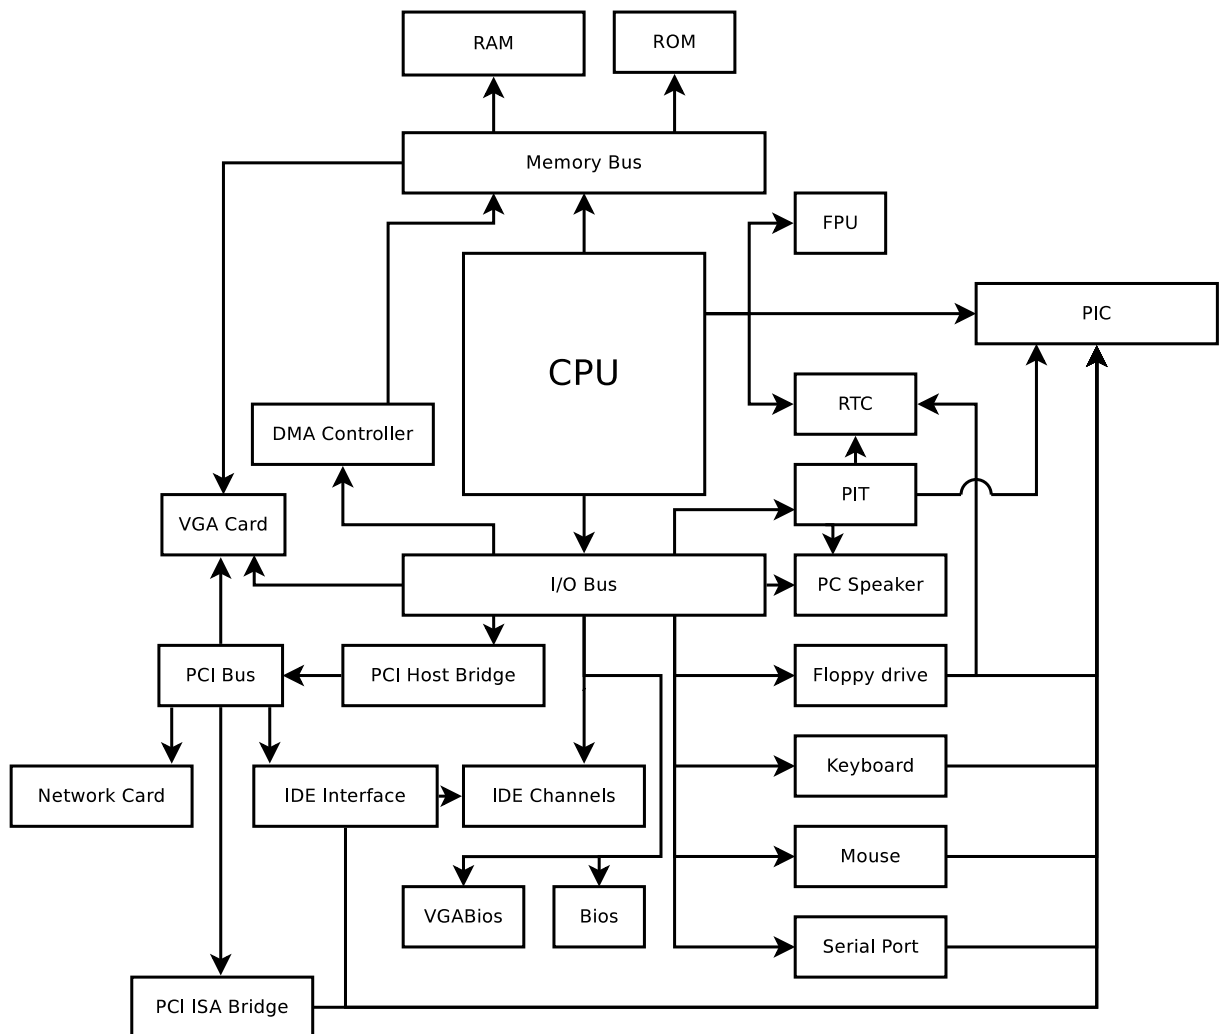 RAM
ROM
Memory Bus
FPU
PIC
CPU
RTC
DMA Controller
PIT
VGA Card
I/O Bus
PC Speaker
PCI Bus
PCI Host Bridge
Floppy drive
Keyboard
Network Card
IDE Interface
IDE Channels
Mouse
VGABios
Bios
Serial Port
PCI ISA Bridge